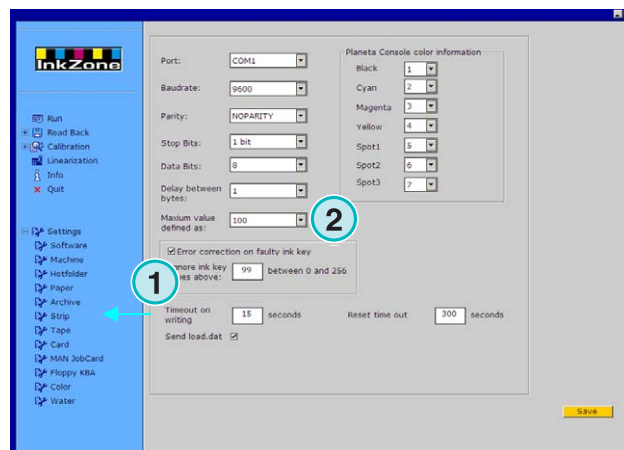 InkZone
Run
Read Back
Calibration
Linearization
Info
Quit
Settings
Software
Machine
Hotfolder
Paper
Archive
Strip
Tape
Card
MAN JobCard
Floppy KBA
Color
Water
Port: COM1
Baudrate: 9600
Parity: NOPARITY
Stop Bits: 1 bit
Data Bits: 8
Delay between
bytes: 1
Maxium value
defined as: 100
2
Planeta Console color information
Black 1
Cyan 2
Magenta 3
Yellow 4
Spot1 5
Spot2 6
Spot3 7
Error correction on faulty ink key
ink key
above: 99 between 0 and 256
1
Timeout on
writing 15 seconds
Reset time out 300 seconds
Send load.dat
Save